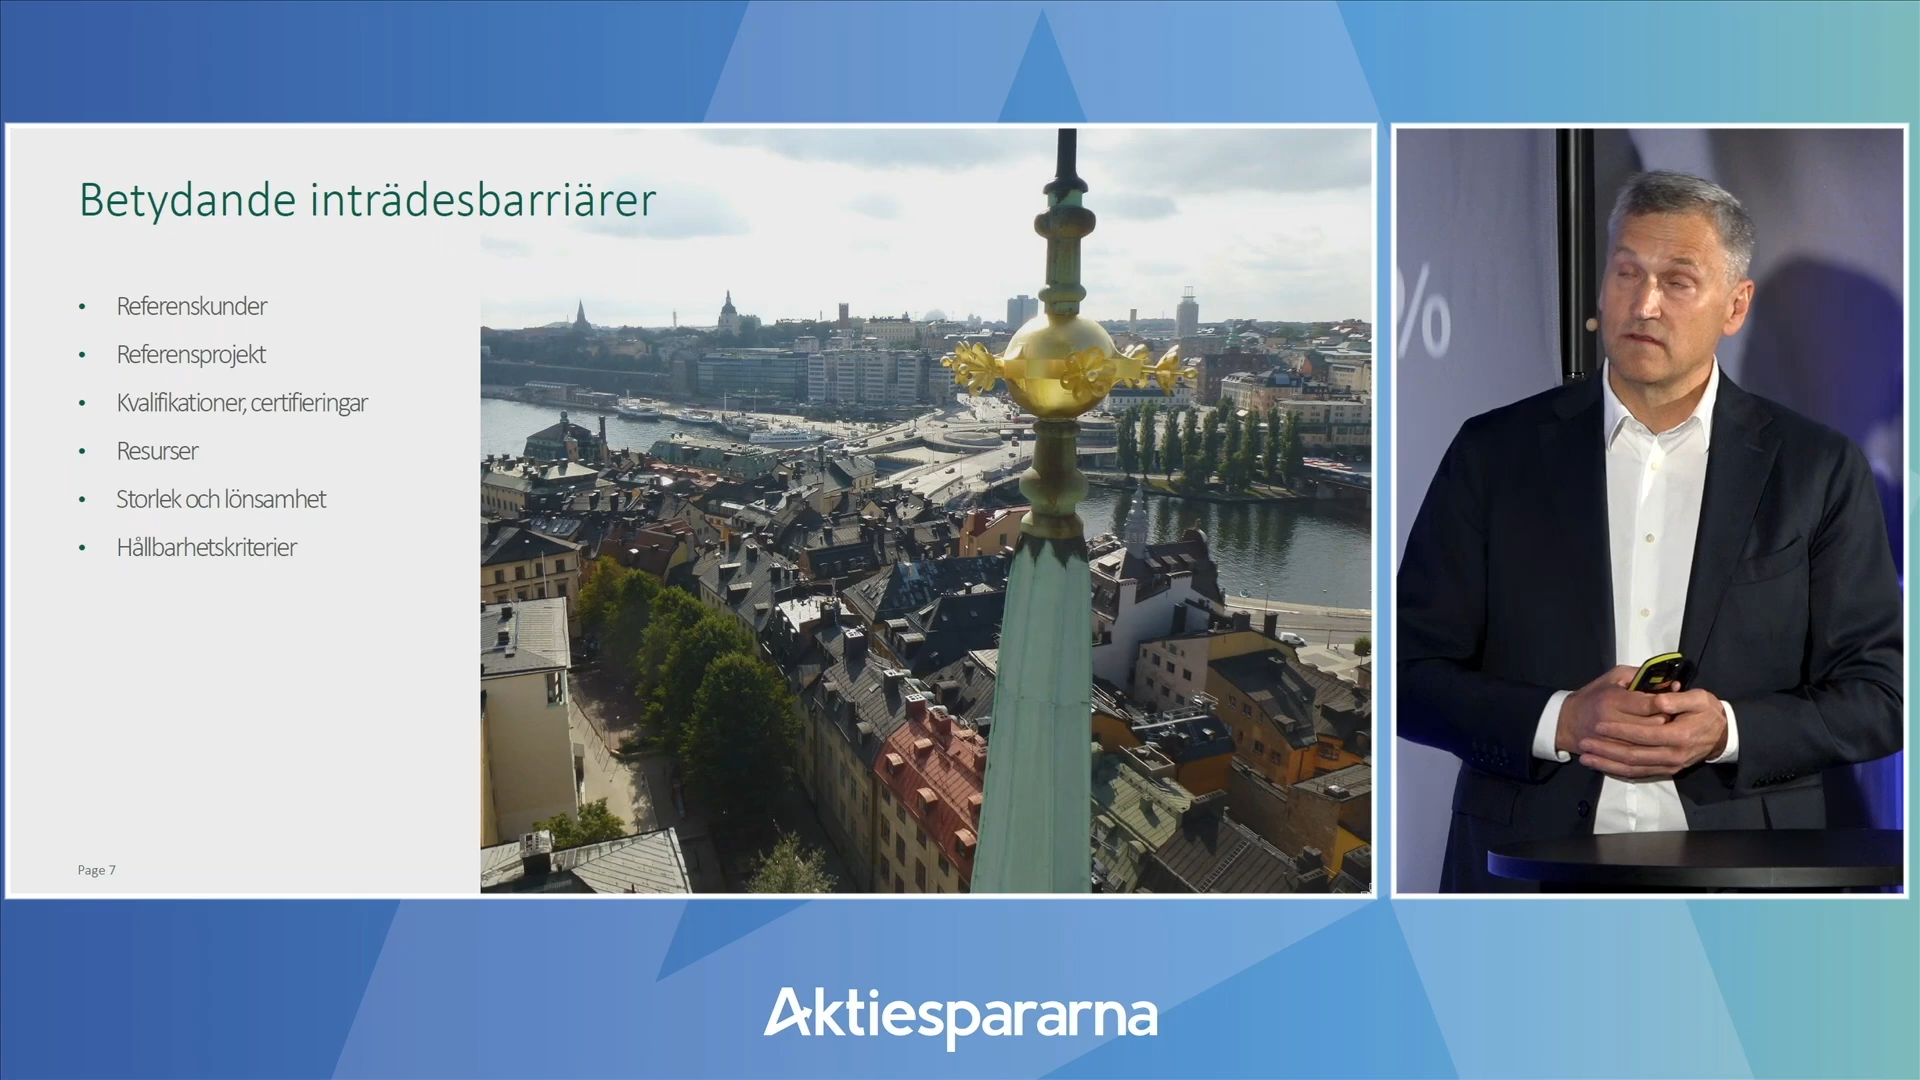 Betydande inträdesbarriärer
• Referenskunder
• Referensprojekt
• Kvalifikationer, certifieringar
• Resurser
• Storlek och lönsamhet
• Hållbarhetskriterier
Page 7
%
Aktiespararna